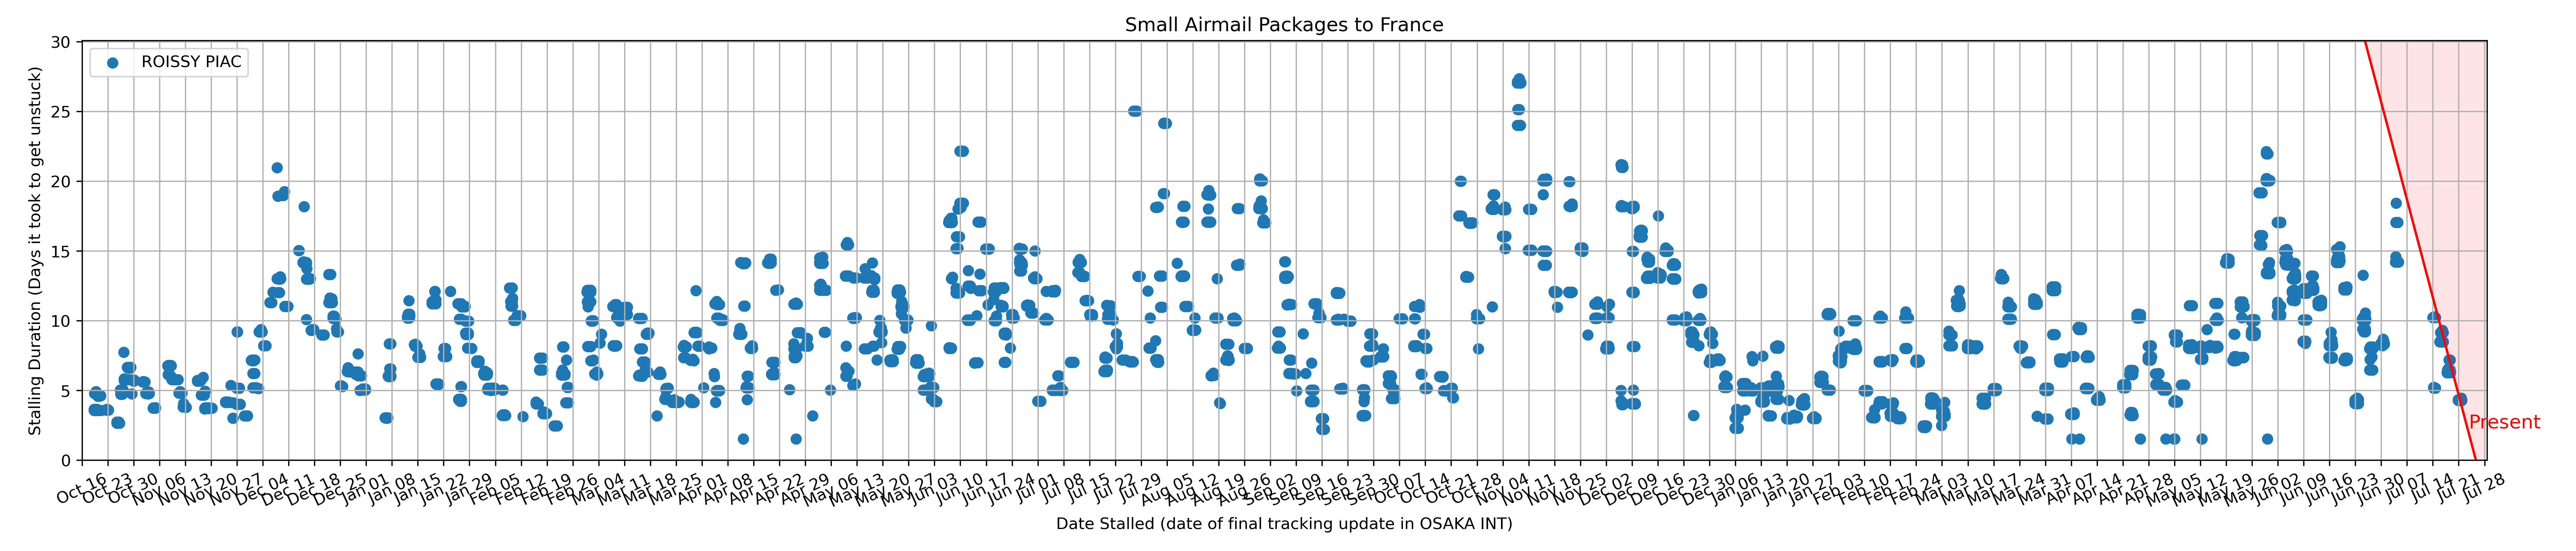 Small Airmail Packages to France
ROISSY PIAC
Stalling Duration (Days it took to get unstuck)
30
25
20
15
10
5
0
Present
Oct 16
Oct 23
Oct 30
Nov 06
Nov 13
Nov 20
Nov 27
Dec 04
Dec 11
Dec 18
Dec 25
Jan 01
Jan 08
Jan 15
Jan 22
Jan 29
Feb 05
Feb 12
Feb 19
Feb 26
Mar 04
Mar 11
Mar 18
Mar 25
Apr 01
Apr 08
Apr 15
Apr 22
Apr 29
May 06
May 13
May 20
May 27
Jun 03
Jun 10
Jun 17
Jun 24
Jul 01
Jul 08
Jul 15
Jul 22
Jul 29
Aug 05
Aug 12
Aug 19
Aug 26
Sep 02
Sep 09
Sep 16
Sep 23
Sep 30
Oct 07
Oct 14
Oct 21
Oct 28
Nov 04
Nov 11
Nov 18
Nov 25
Dec 02
Dec 09
Dec 16
Dec 23
Dec 30
Jan 06
Jan 13
Jan 20
Jan 27
Feb 03
Feb 10
Feb 17
Feb 24
Mar 03
Mar 10
Mar 17
Mar 24
Mar 31
Apr 07
Apr 14
Apr 21
Apr 28
May 05
May 12
May 19
May 26
Jun 02
Jun 09
Jun 16
Jun 23
Jun 30
Jul 07
Jul 14
Jul 21
Jul 28
Date Stalled (date of final tracking update in OSAKA INT)